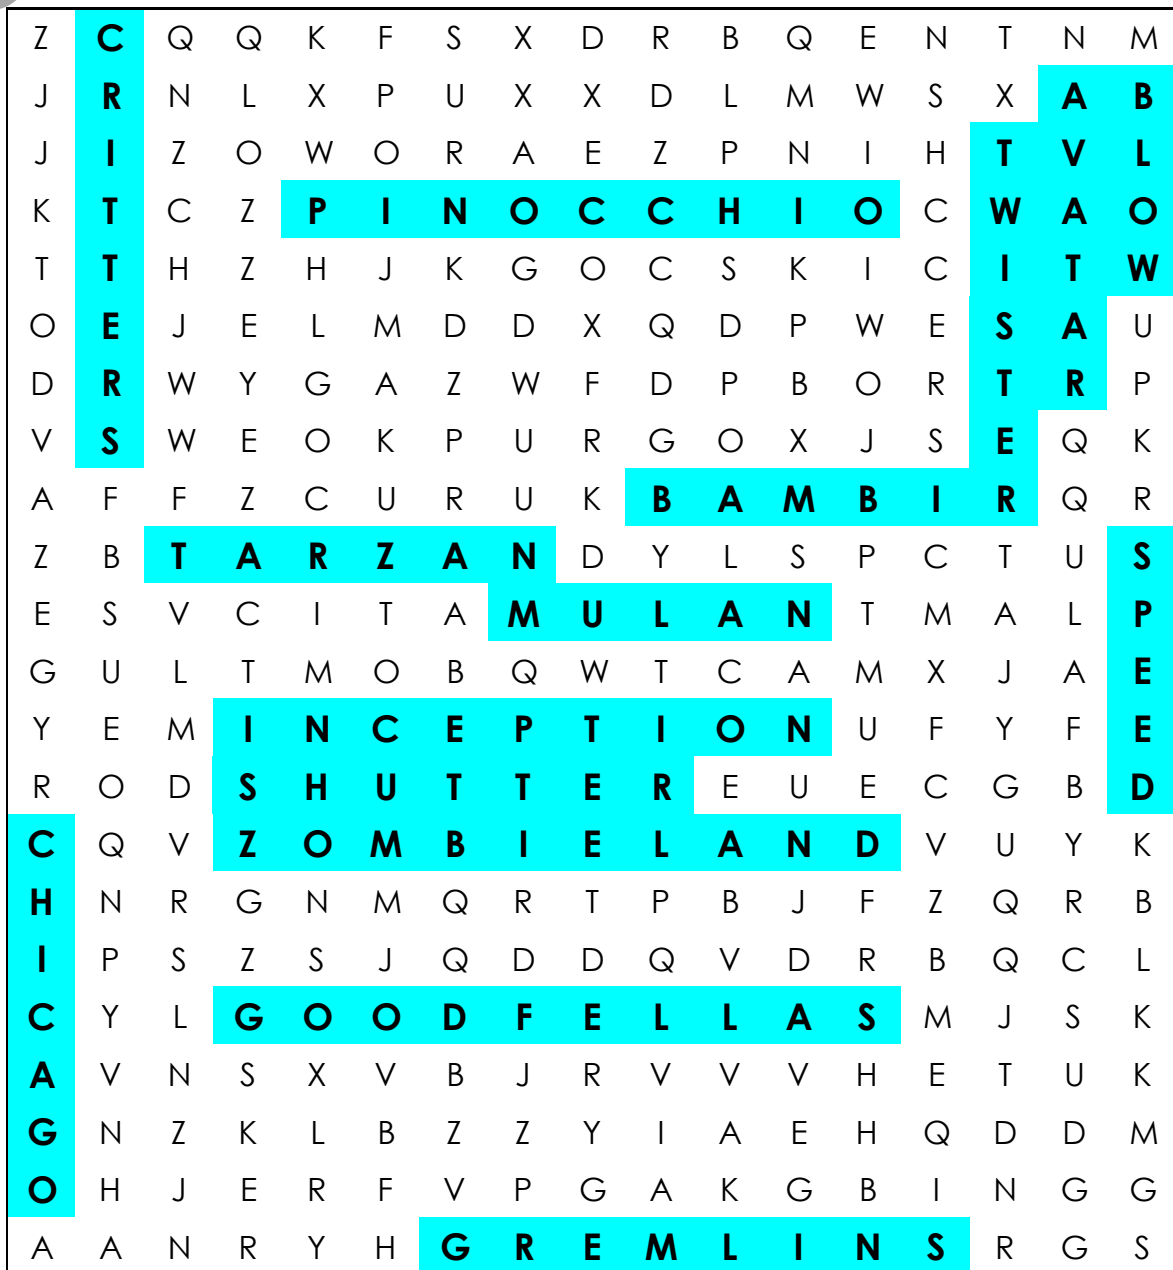 Z C Q Q K F S X D R B Q E N T N M
J R N L X P U X X D L M W S X A B
J I Z O W O R A E Z P N I H T V L
K T C Z P I N O C C H I O C W A O
T T H Z H J K G O C S K I C I T W
O E J E L M D D X Q D P W E S A U
D R W Y G A Z W F D P B O R T R P
V S W E O K P U R G O X J S E Q K
A F F Z C U R U K B A M B I R Q R
Z B T A R Z A N D Y L S P C T U S
E S V C I T A M U L A N T M A L P
G U L T M O B Q W T C A M X J A E
Y E M I N C E P T I O N U F Y F E
R O D S H U T T E R E U E C G B D
C Q V Z O M B I E L A N D V U Y K
H N R G N M Q R T P B J F Z Q R B
I P S Z S J Q D D Q V D R B Q C L
C Y L G O O D F E L L A S M J S K
A V N S X V B J R V V V H E T U K
G N Z K L B Z Z Y I A E H Q D D M
O H J E R F V P G A K G B I N G G
A A N R Y H G R E M L I N S R G S